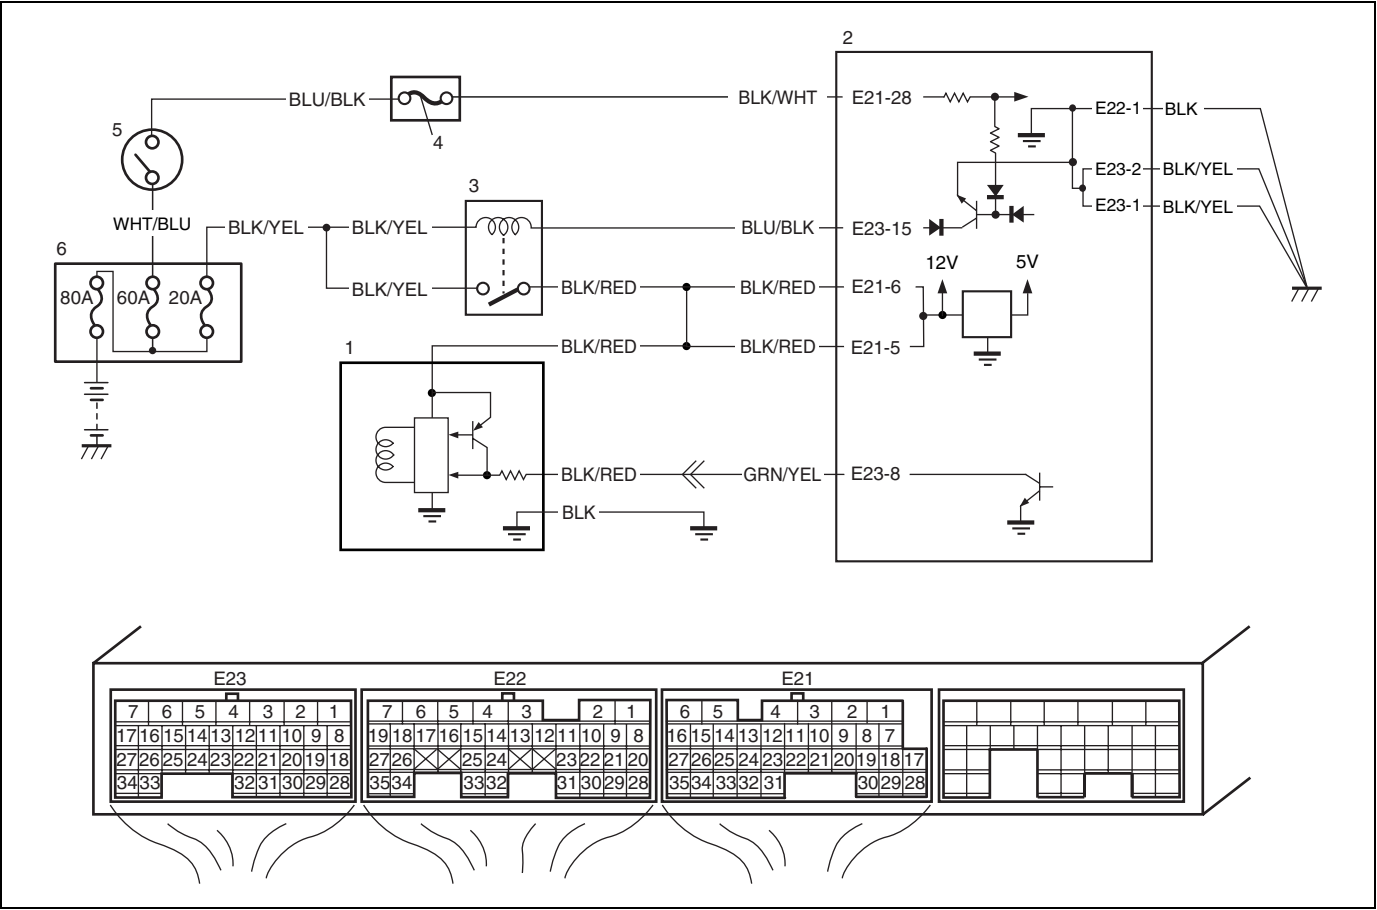 2
BLU/BLK
BLK/WHT
E21-28
E22-1
BLK
5
4
E23-2
BLK/YEL
3
E23-1
BLK/YEL
WHT/BLU
BLK/YEL
BLK/YEL
BLU/BLK
E23-15
6
12V
5V
80A
60A
20A
BLK/YEL
BLK/RED
BLK/RED
E21-6
1
BLK/RED
BLK/RED
E21-5
BLK/RED
GRN/YEL
E23-8
BLK
E23
E22
E21
7 6 5 4 3 2 1
7 6 5 4 3 2 1
6 5 4 3 2 1
17 16 15 14 13 12 11 10 9 8
19 18 17 16 15 14 13 12 11 10 9 8
16 15 14 13 12 11 10 9 8 7
27 26 25 24 23 22 21 20 19 18
27 26 25 24 23 22 21 20
27 26 25 24 23 22 21 20 19 18 17
34 33 32 31 30 29 28
35 34 33 32 31 30 29 28
35 34 33 32 31 30 29 28